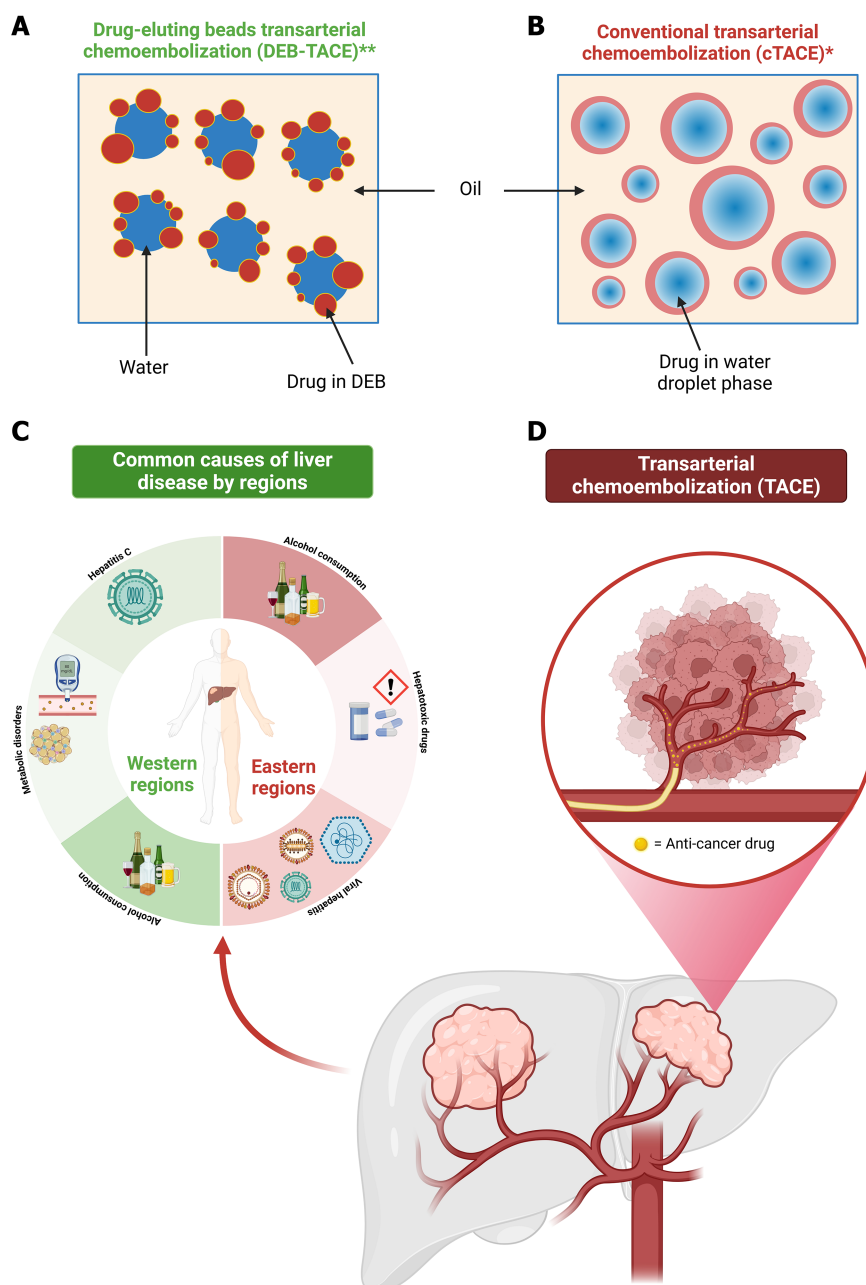 A
Drug-eluting beads transarterial
chemoembolization (DEB-TACE)**
Water
Drug in DEB
Oil
B
Conventional transarterial
chemoembolization (cTACE)*
Drug in water
droplet phase
C
Common causes of liver
disease by regions
Hepatitis C
Alcohol consumption
Metabolic disorders
Hepatotoxic drugs
Western
regions
Eastern
regions
Alcohol consumption
Viral hepatitis
D
Transarterial
chemoembolization (TACE)
= Anti-cancer drug